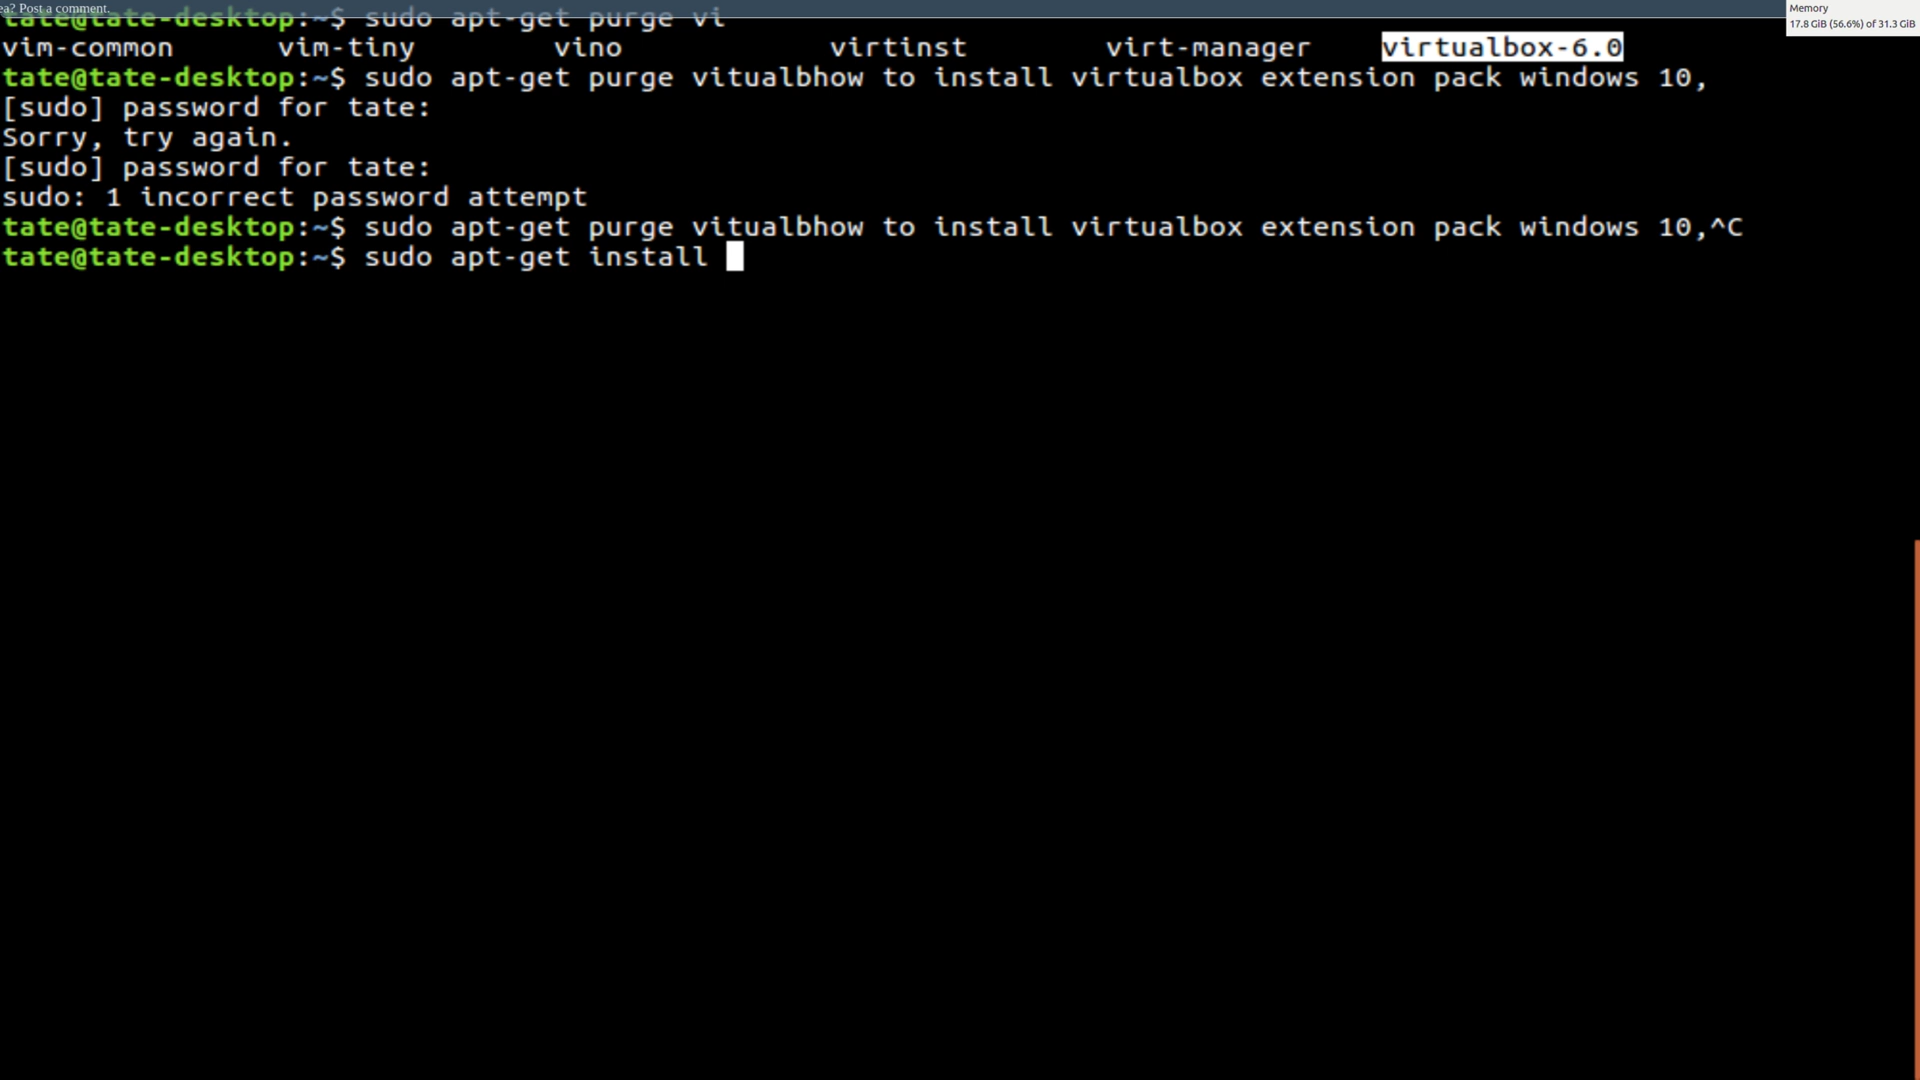 ea? Post a comment.
Memory
17.8 GiB (56.6%) of 31.3 GiB
tate@tate-desktop:~$ sudo apt-get purge vi
vim-common vim-tiny vino virtinst virt-manager virtualbox-6.0
tate@tate-desktop:~$ sudo apt-get purge vitualbhow to install virtualbox extension pack windows 10,
[sudo] password for tate:
Sorry, try again.
[sudo] password for tate:
sudo: 1 incorrect password attempt
tate@tate-desktop:~$ sudo apt-get purge vitualbhow to install virtualbox extension pack windows 10,^C
tate@tate-desktop:~$ sudo apt-get install